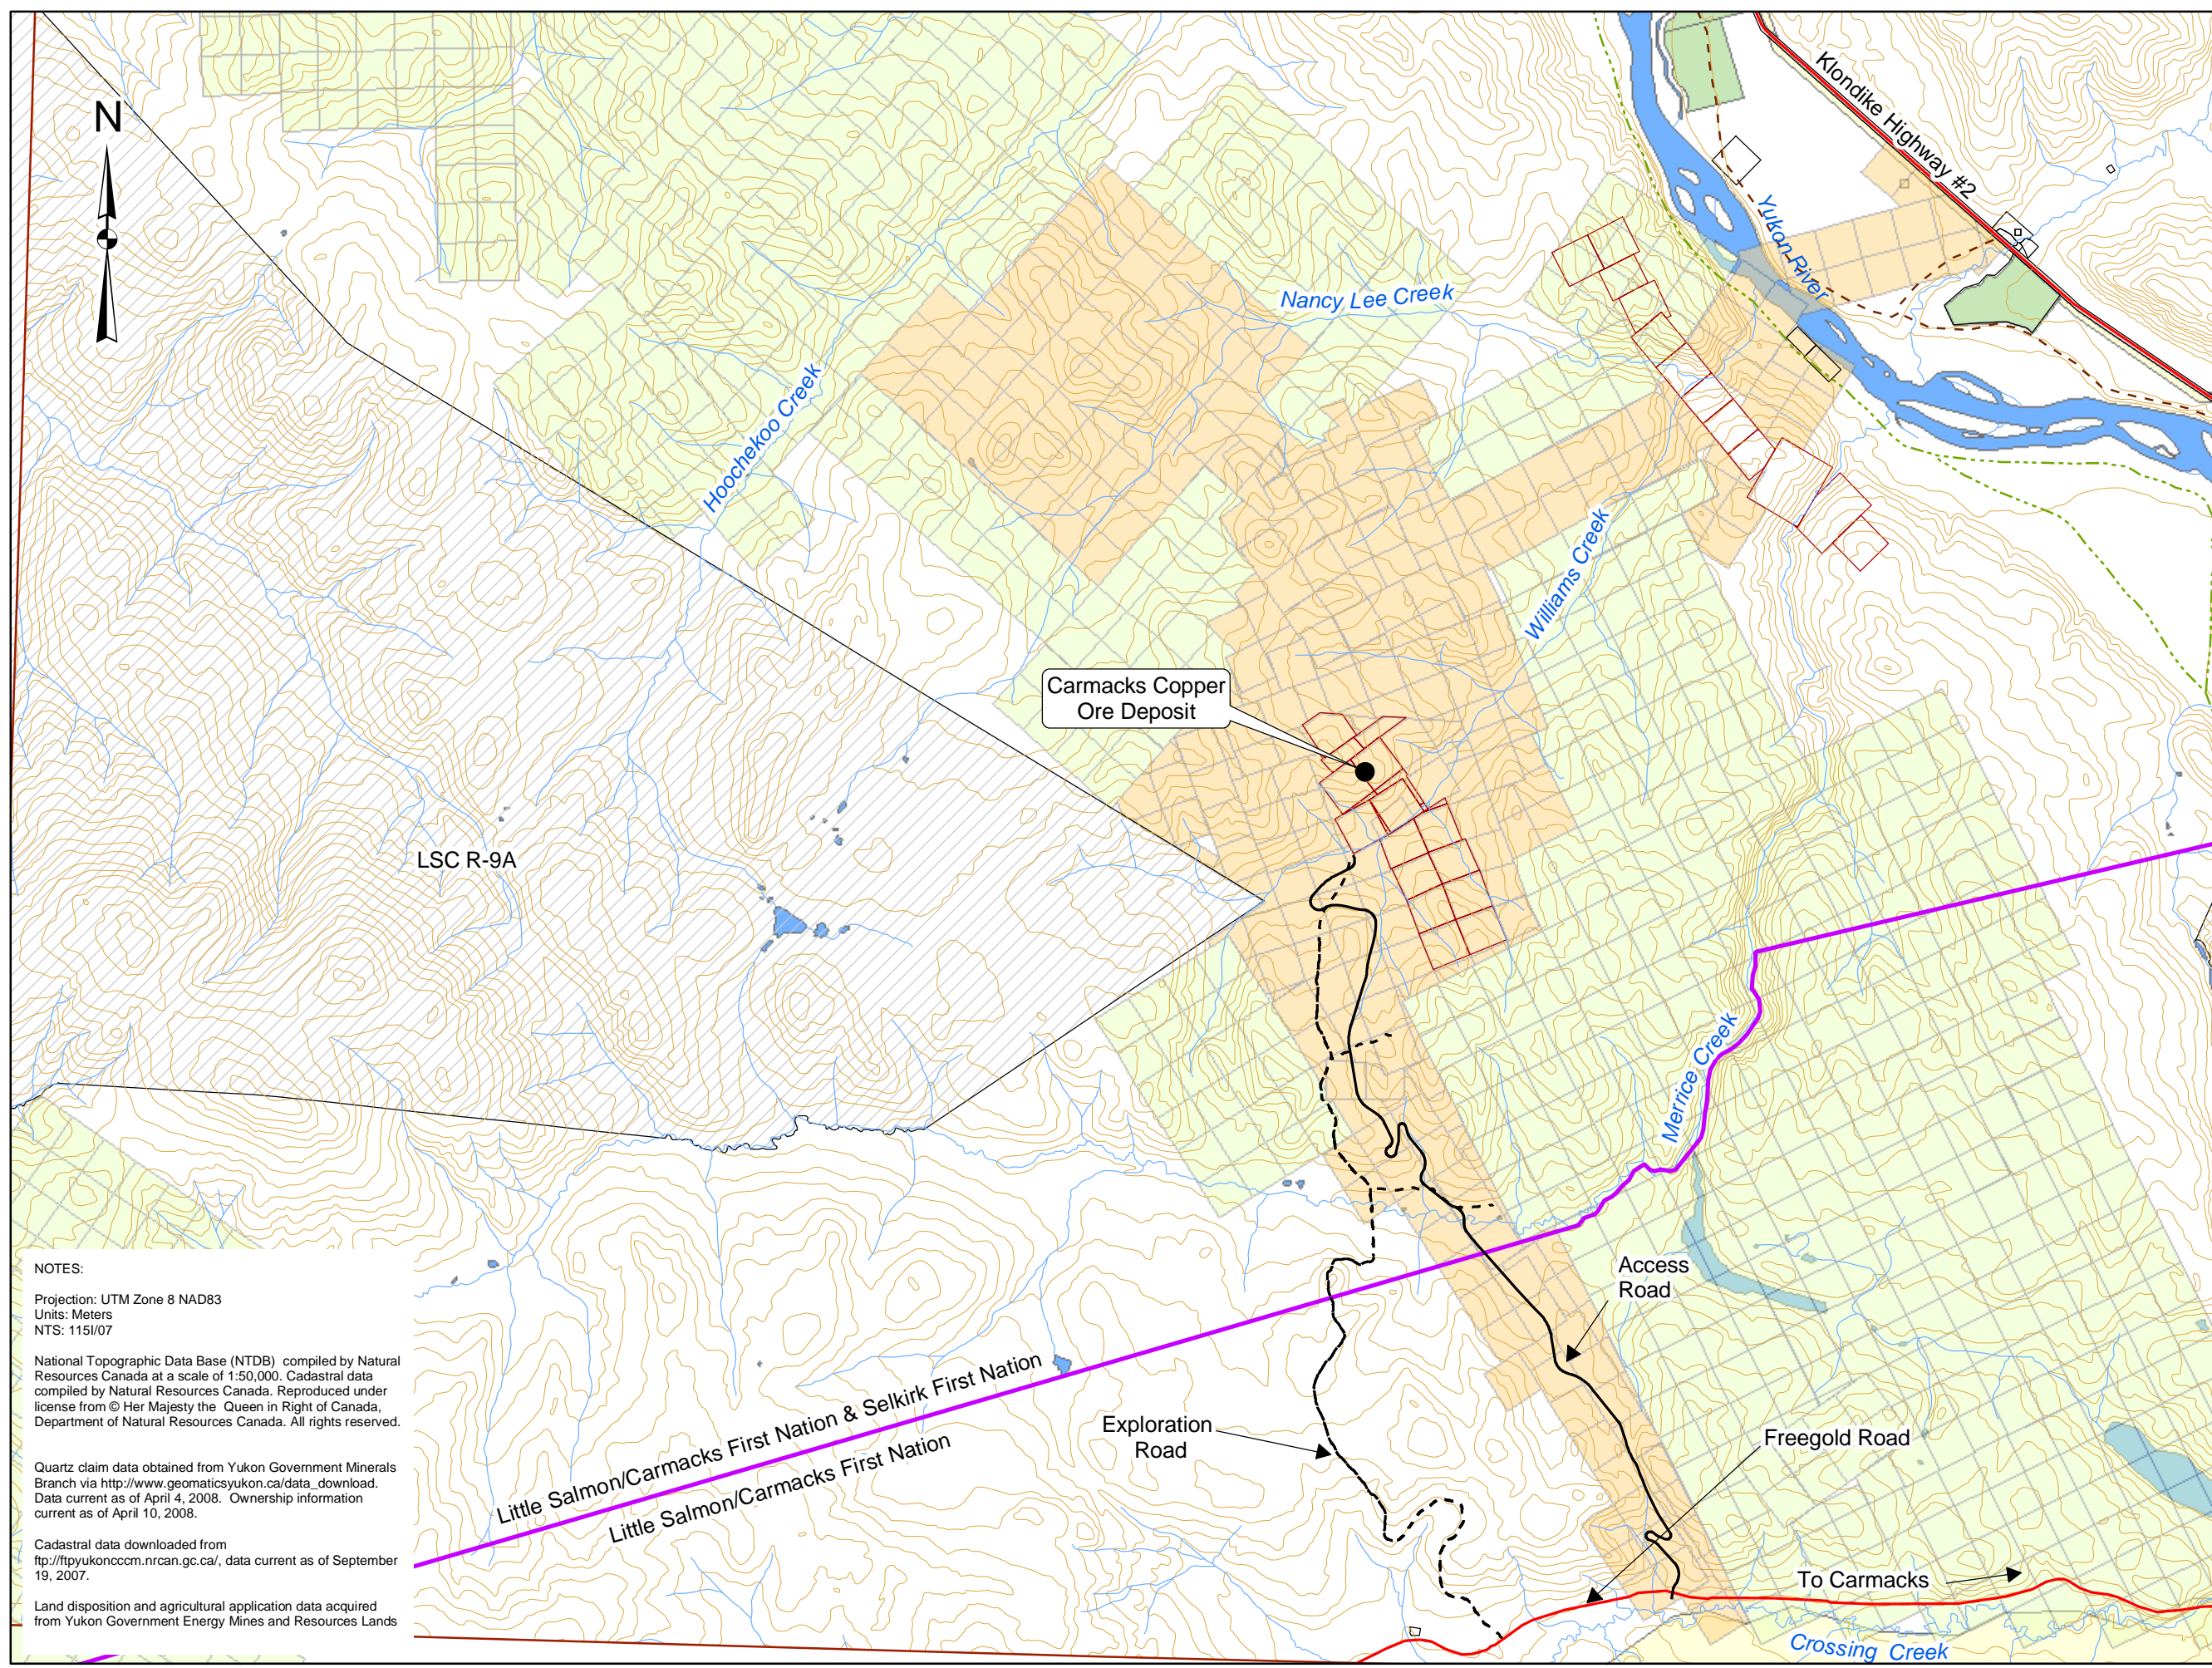 N
Klondike Highway #2
Yukon River
Nancy Lee Creek
Hoochekoo Creek
Williams Creek
Carmacks Copper
Ore Deposit
LSC R-9A
Merrice Creek
Access
Road
Little Salmon/Carmacks First Nation & Selkirk First Nation
Little Salmon/Carmacks First Nation
Exploration
Road
Freegold Road
To Carmacks
Crossing Creek
NOTES:
Projection: UTM Zone 8 NAD83
Units: Meters
NTS: 115I/07
National Topographic Data Base (NTDB) compiled by Natural
Resources Canada at a scale of 1:50,000. Cadastral data
compiled by Natural Resources Canada. Reproduced under
license from © Her Majesty the Queen in Right of Canada,
Department of Natural Resources Canada. All rights reserved.
Quartz claim data obtained from Yukon Government Minerals
Branch via http://www.geomaticsyukon.ca/data_download.
Data current as of April 4, 2008. Ownership information
current as of April 10, 2008.
Cadastral data downloaded from
ftp://ftpyukoncccm.nrcan.gc.ca/, data current as of September
19, 2007.
Land disposition and agricultural application data acquired
from Yukon Government Energy Mines and Resources Lands